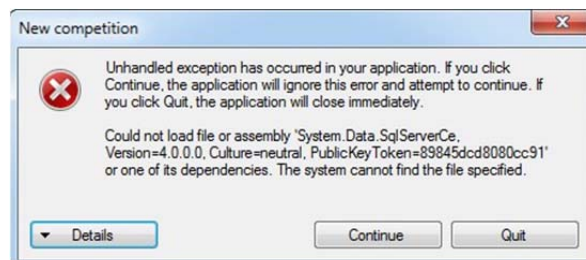 New competition
Unhandled exception has occurred in your application. If you click
Continue, the application will ignore this error and attempt to continue. If
you click Quit, the application will close immediately.
Could not load file or assembly 'System.Data.SqlServerCe,
Version=4.0.0.0, Culture=neutral, PublicKeyToken=89845dcd8080cc91'
or one of its dependencies. The system cannot find the file specified.
Details
Continue
Quit